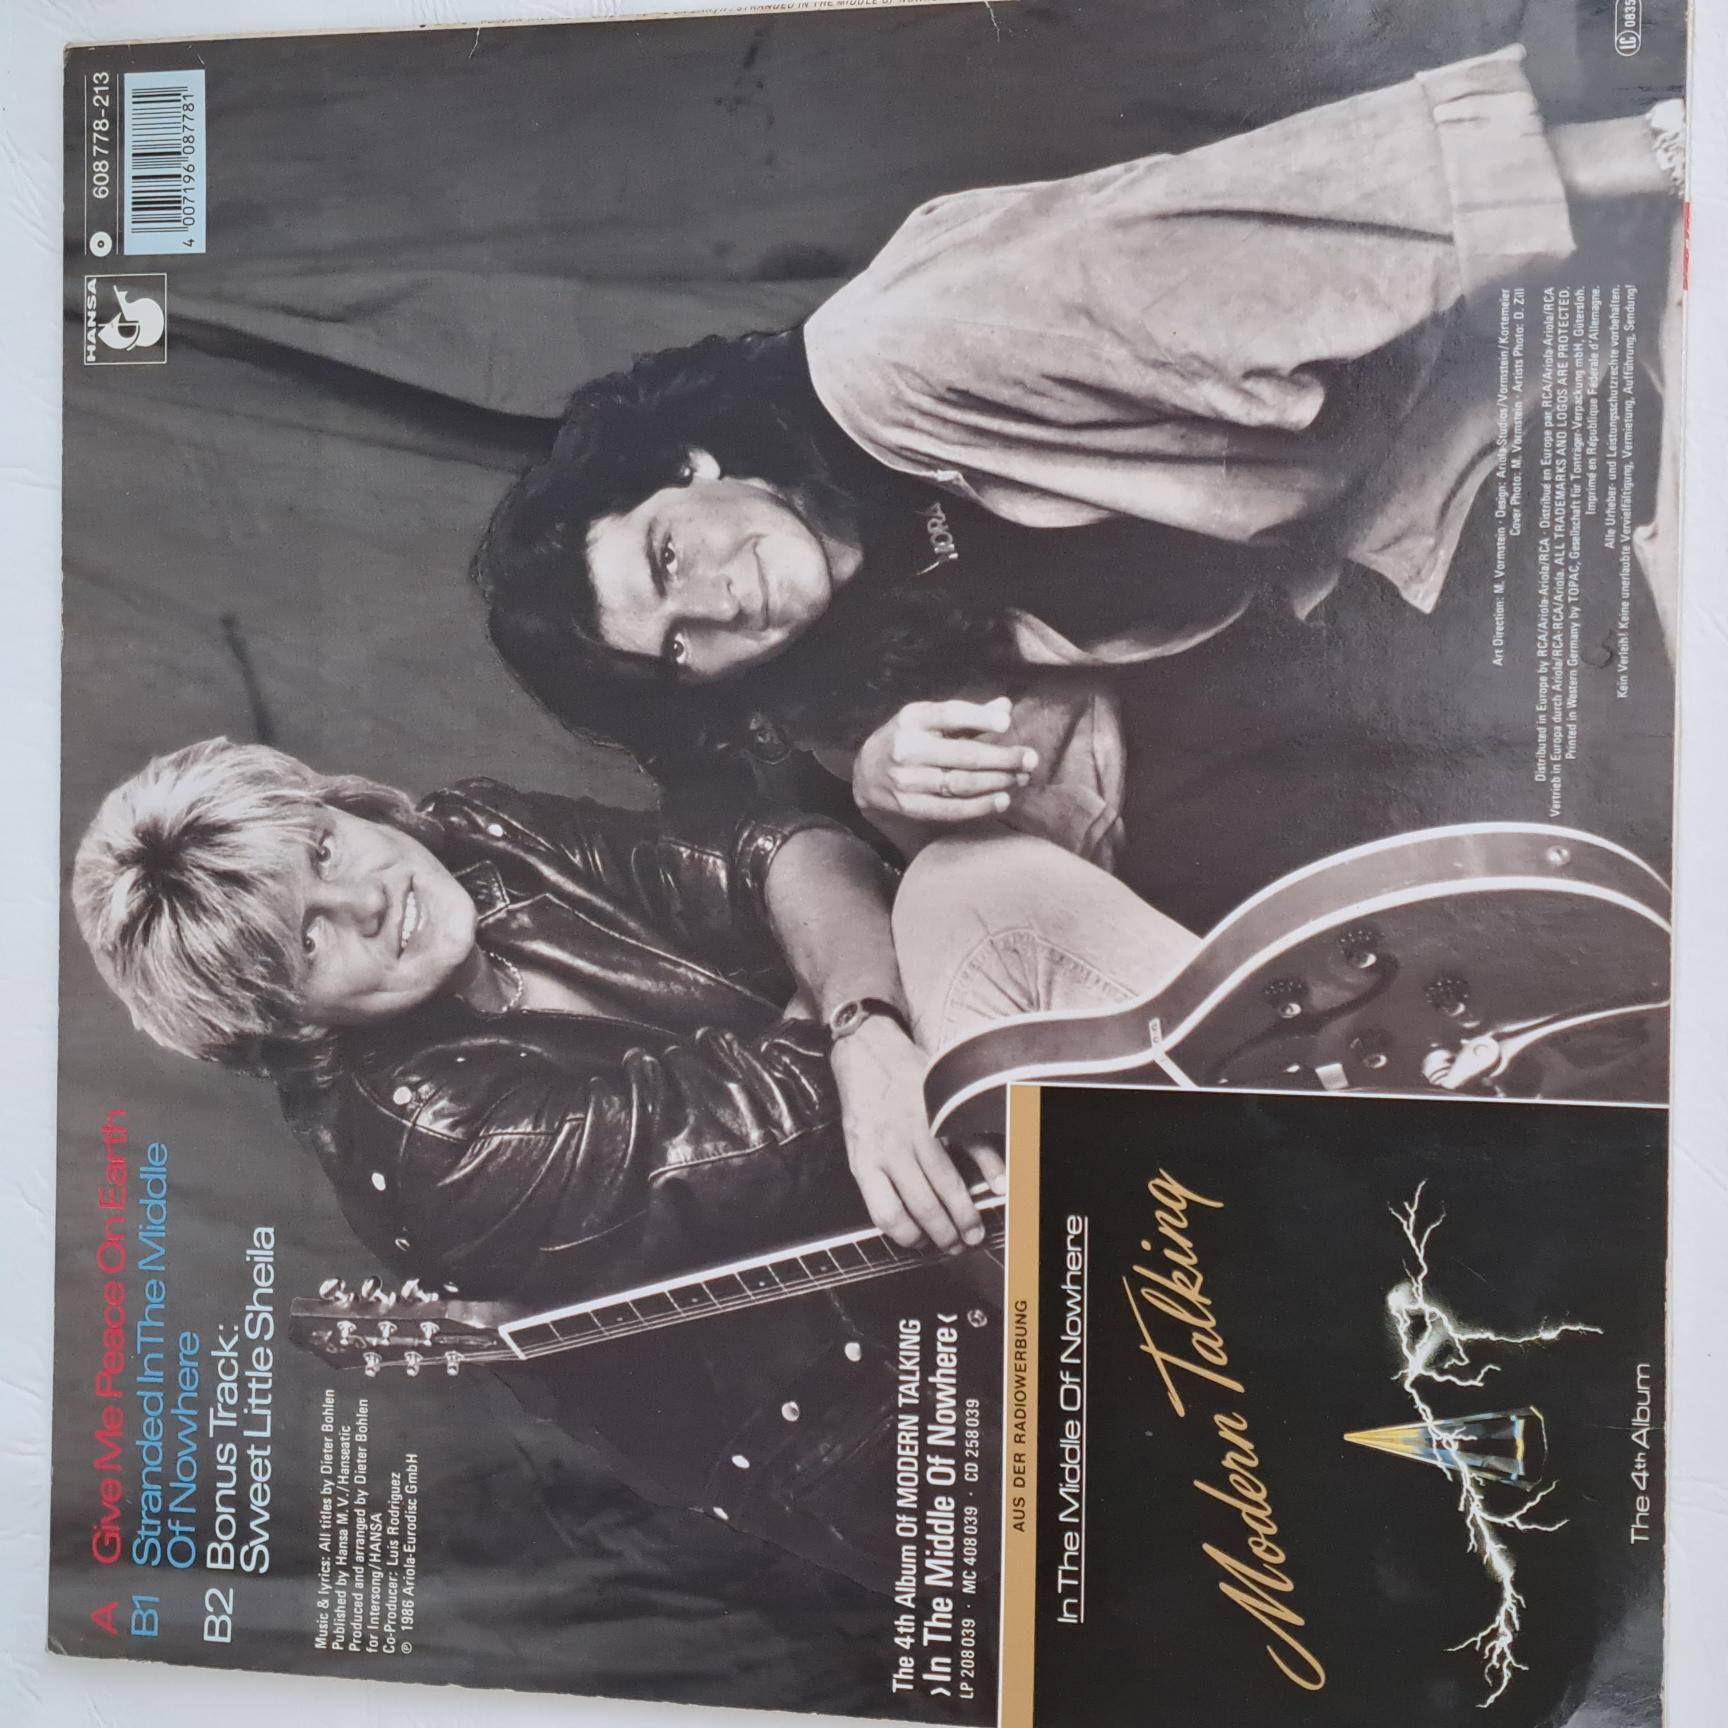 A Give Me Peace On Earth
B1 Stranded In The Middle
Of Nowhere
B2 Bonus Track:
Sweet Little Sheila
HANSA
608 778-213
4 007196 087781
Music & lyrics: All titles by Dieter Bohlen
Published by Hansa M.V./Hanseatic
Produced and arranged by Dieter Bohlen
for Intersong/HANSA
Co-Producer: Luis Rodriguez
℗ 1986 Ariola-Eurodisc GmbH
NORA
The 4th Album Of MODERN TALKING
›In The Middle Of Nowhere‹
LP 208 039 · MC 408 039 · CD 258 039
AUS DER RADIOWERBUNG
In The Middle Of Nowhere
Modern Talking
The 4th Album
Art Direction: M. Vormstein · Design: Ariola-Studios/Vormstein/Kortemeier
Cover Photo: M. Vormstein · Artists Photo: D. Zill
Distributed in Europe by RCA/Ariola-Ariola/RCA · Distribué en Europe par RCA/Ariola-Ariola/RCA
Vertrieb in Europa durch Ariola/RCA-RCA/Ariola. ALL TRADEMARKS AND LOGOS ARE PROTECTED.
Printed in Western Germany by TOPAC, Gesellschaft für Tonträger-Verpackung mbH, Gütersloh.
Imprimé en République Fédérale d'Allemagne.
Alle Urheber- und Leistungsschutzrechte vorbehalten.
Kein Verleih! Keine unerlaubte Vervielfältigung, Vermietung, Aufführung, Sendung!
LC 0835